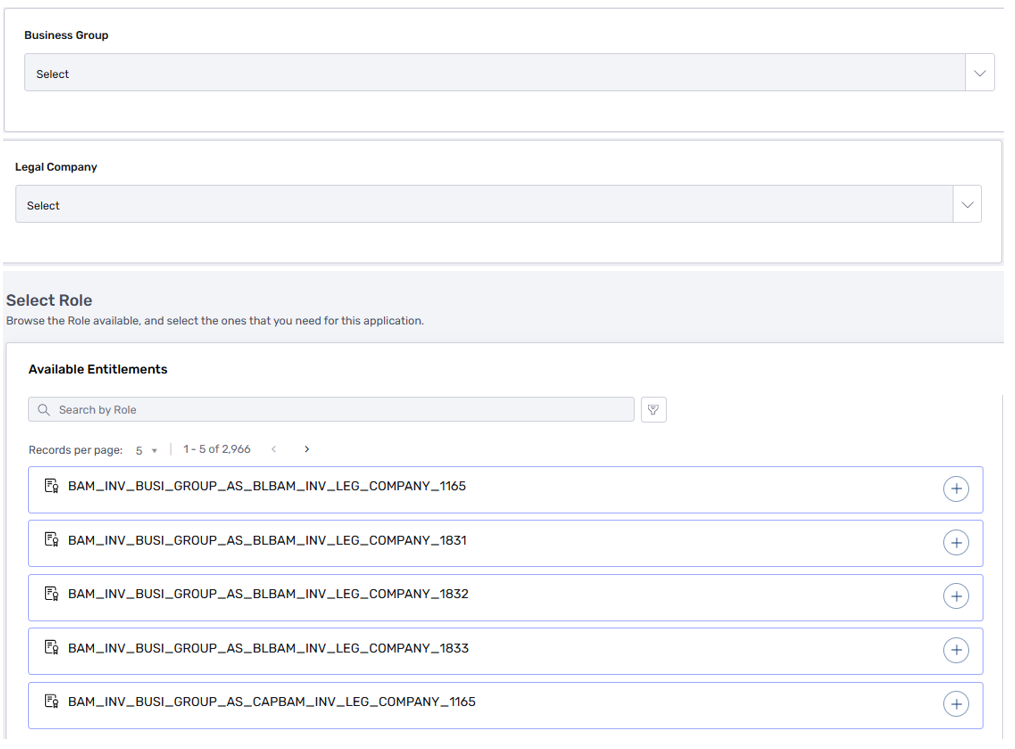 Business Group
Select
Legal Company
Select
Select Role
Browse the Role available, and select the ones that you need for this application.
Available Entitlements
Search by Role
Records per page: 5 1 - 5 of 2,966
BAM_INV_BUSI_GROUP_AS_BLBAM_INV_LEG_COMPANY_1165
BAM_INV_BUSI_GROUP_AS_BLBAM_INV_LEG_COMPANY_1831
BAM_INV_BUSI_GROUP_AS_BLBAM_INV_LEG_COMPANY_1832
BAM_INV_BUSI_GROUP_AS_BLBAM_INV_LEG_COMPANY_1833
BAM_INV_BUSI_GROUP_AS_CAPBAM_INV_LEG_COMPANY_1165